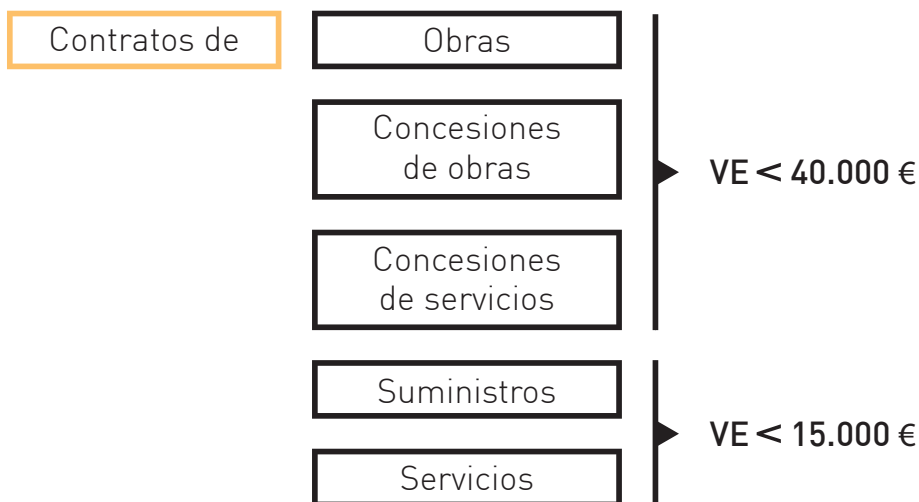 Contratos de
Obras
Concesiones
de obras
Concesiones
de servicios
VE < 40.000 €
Suministros
Servicios
VE < 15.000 €